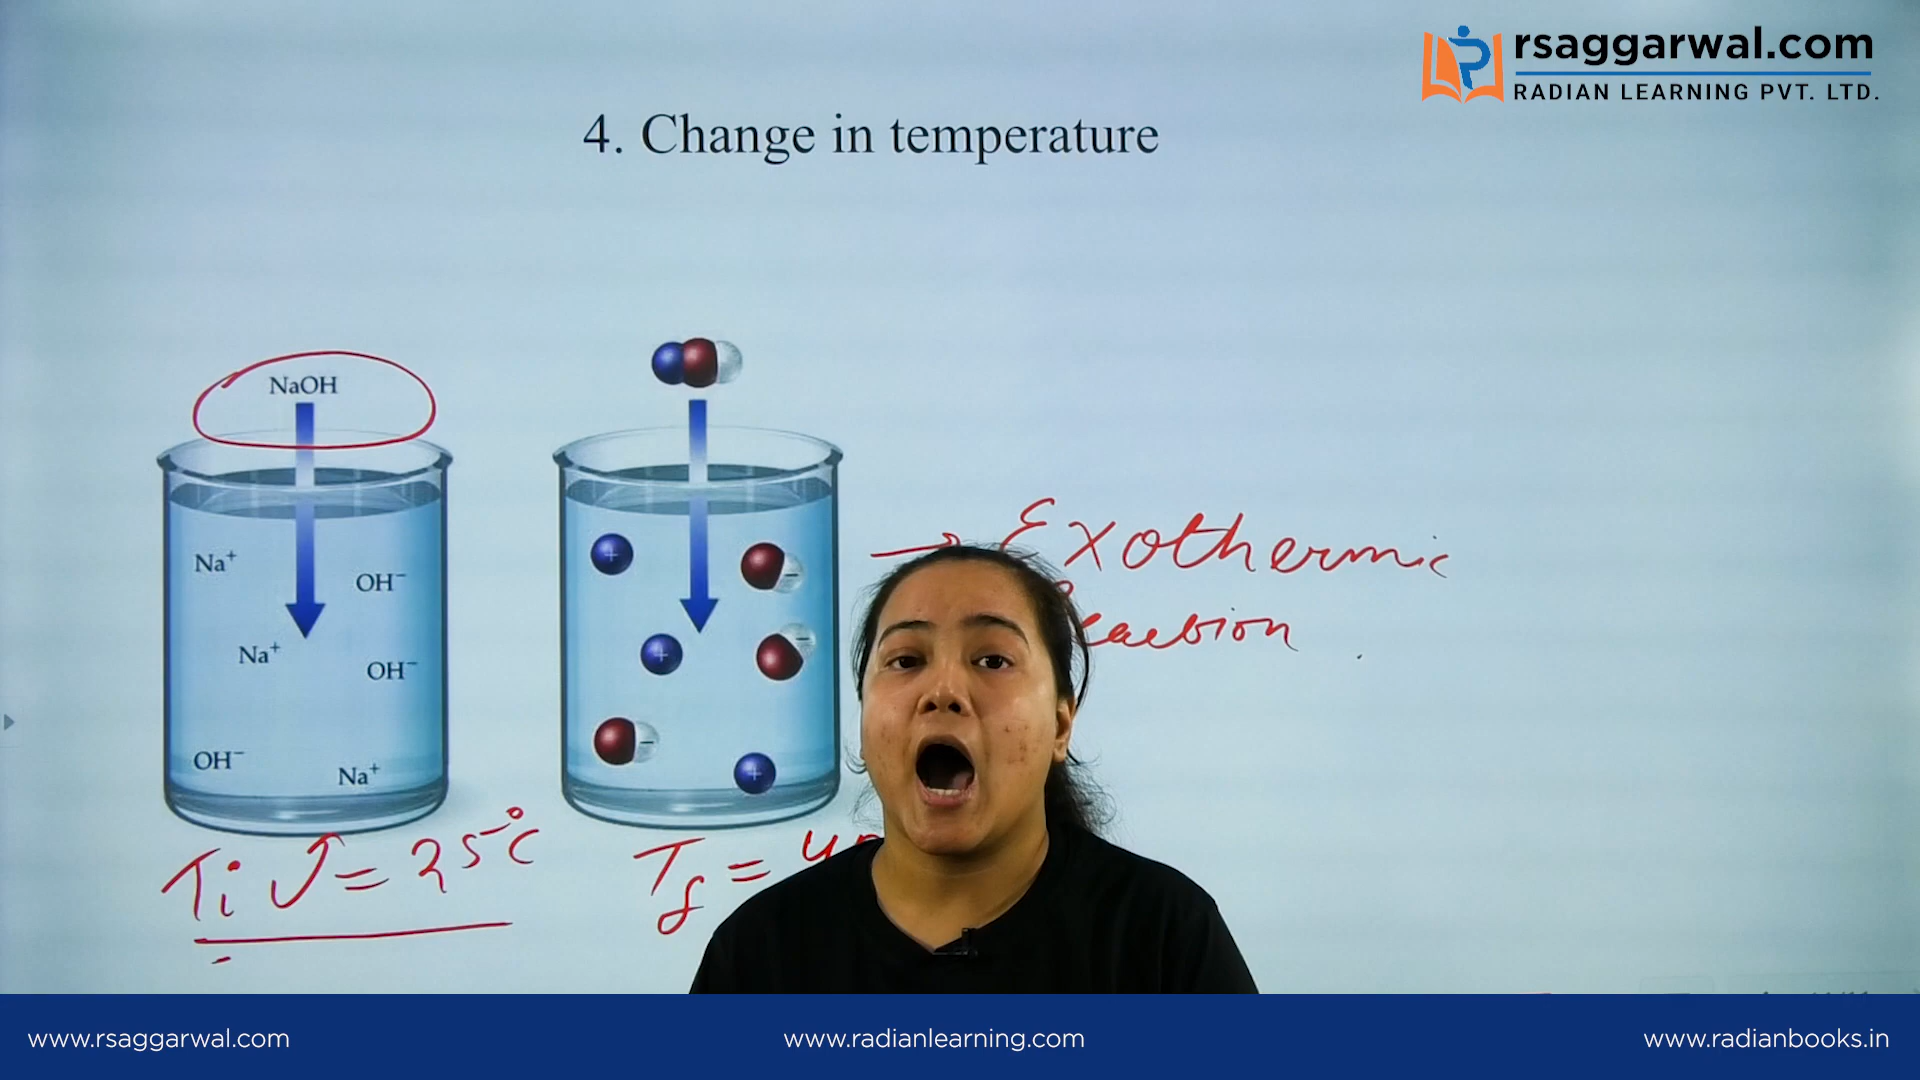 rsaggarwal.com
RADIAN LEARNING PVT. LTD.
4. Change in temperature
NaOH
Na⁺
OH⁻
Na⁺
OH⁻
OH⁻
Na⁺
+
−
+
−
−
+
→ Exothermic
Ti = 25°C
Tf =
www.rsaggarwal.com
www.radianlearning.com
www.radianbooks.in